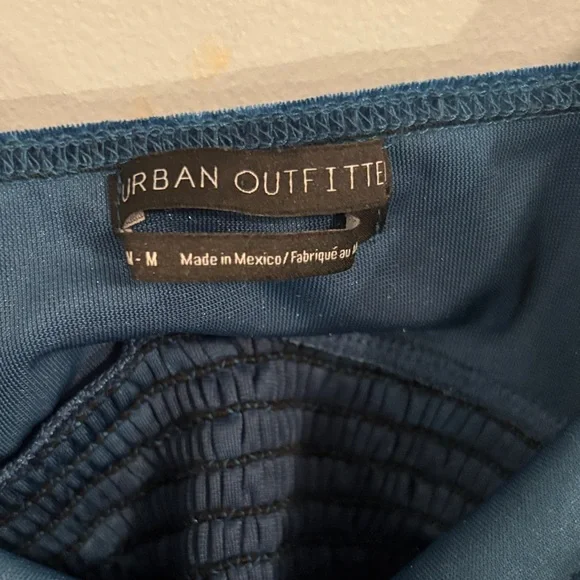 URBAN OUTFITTE
- M Made in Mexico/Fabriqué au